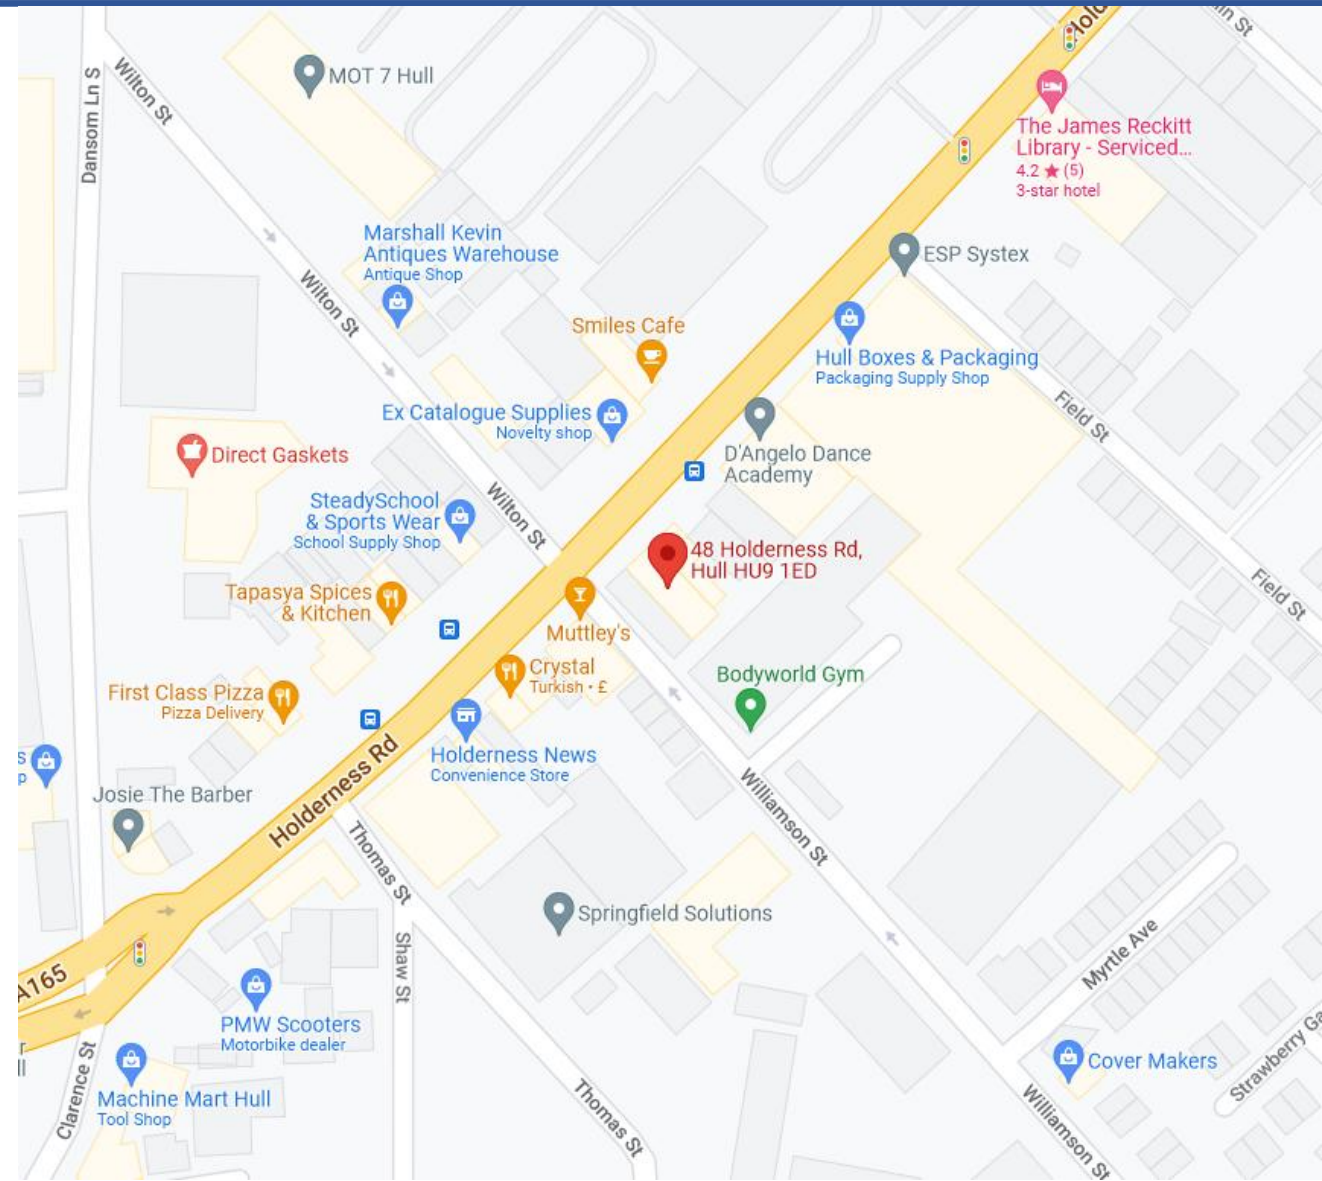 Hold
in St
Dansom Ln S
Wilton St
MOT 7 Hull
The James Reckitt
Library - Serviced...
4.2 ★ (5)
3-star hotel
Marshall Kevin
Antiques Warehouse
Antique Shop
ESP Systex
Wilton St
Smiles Cafe
Hull Boxes & Packaging
Packaging Supply Shop
Field St
Ex Catalogue Supplies
Novelty shop
D'Angelo Dance
Academy
Direct Gaskets
SteadySchool
& Sports Wear
School Supply Shop
Wilton St
48 Holderness Rd,
Hull HU9 1ED
Field St
Tapasya Spices
& Kitchen
Muttley's
Crystal
Turkish • £
Bodyworld Gym
First Class Pizza
Pizza Delivery
Holderness News
Convenience Store
s
p
Josie The Barber
Holderness Rd
Williamson St
Thomas St
Springfield Solutions
Shaw St
Myrtle Ave
A165
PMW Scooters
Motorbike dealer
r
ll
Clarence St
Machine Mart Hull
Tool Shop
Cover Makers
Strawberry Ga
Thomas St
Williamson St